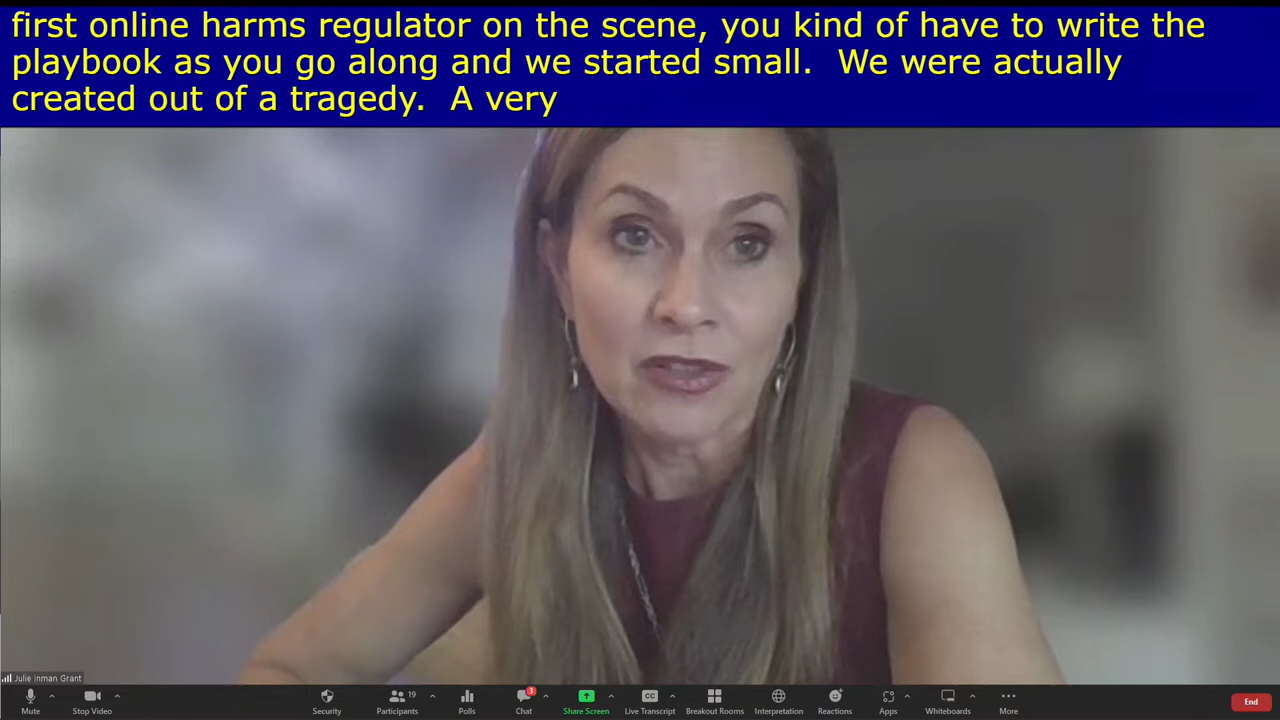 first online harms regulator on the scene, you kind of have to write the
playbook as you go along and we started small.  We were actually
created out of a tragedy.  A very
Julie Inman Grant
19
3
CC
Mute
Stop Video
Security
Participants
Polls
Chat
Share Screen
Live Transcript
Breakout Rooms
Interpretation
Reactions
Apps
Whiteboards
More
End